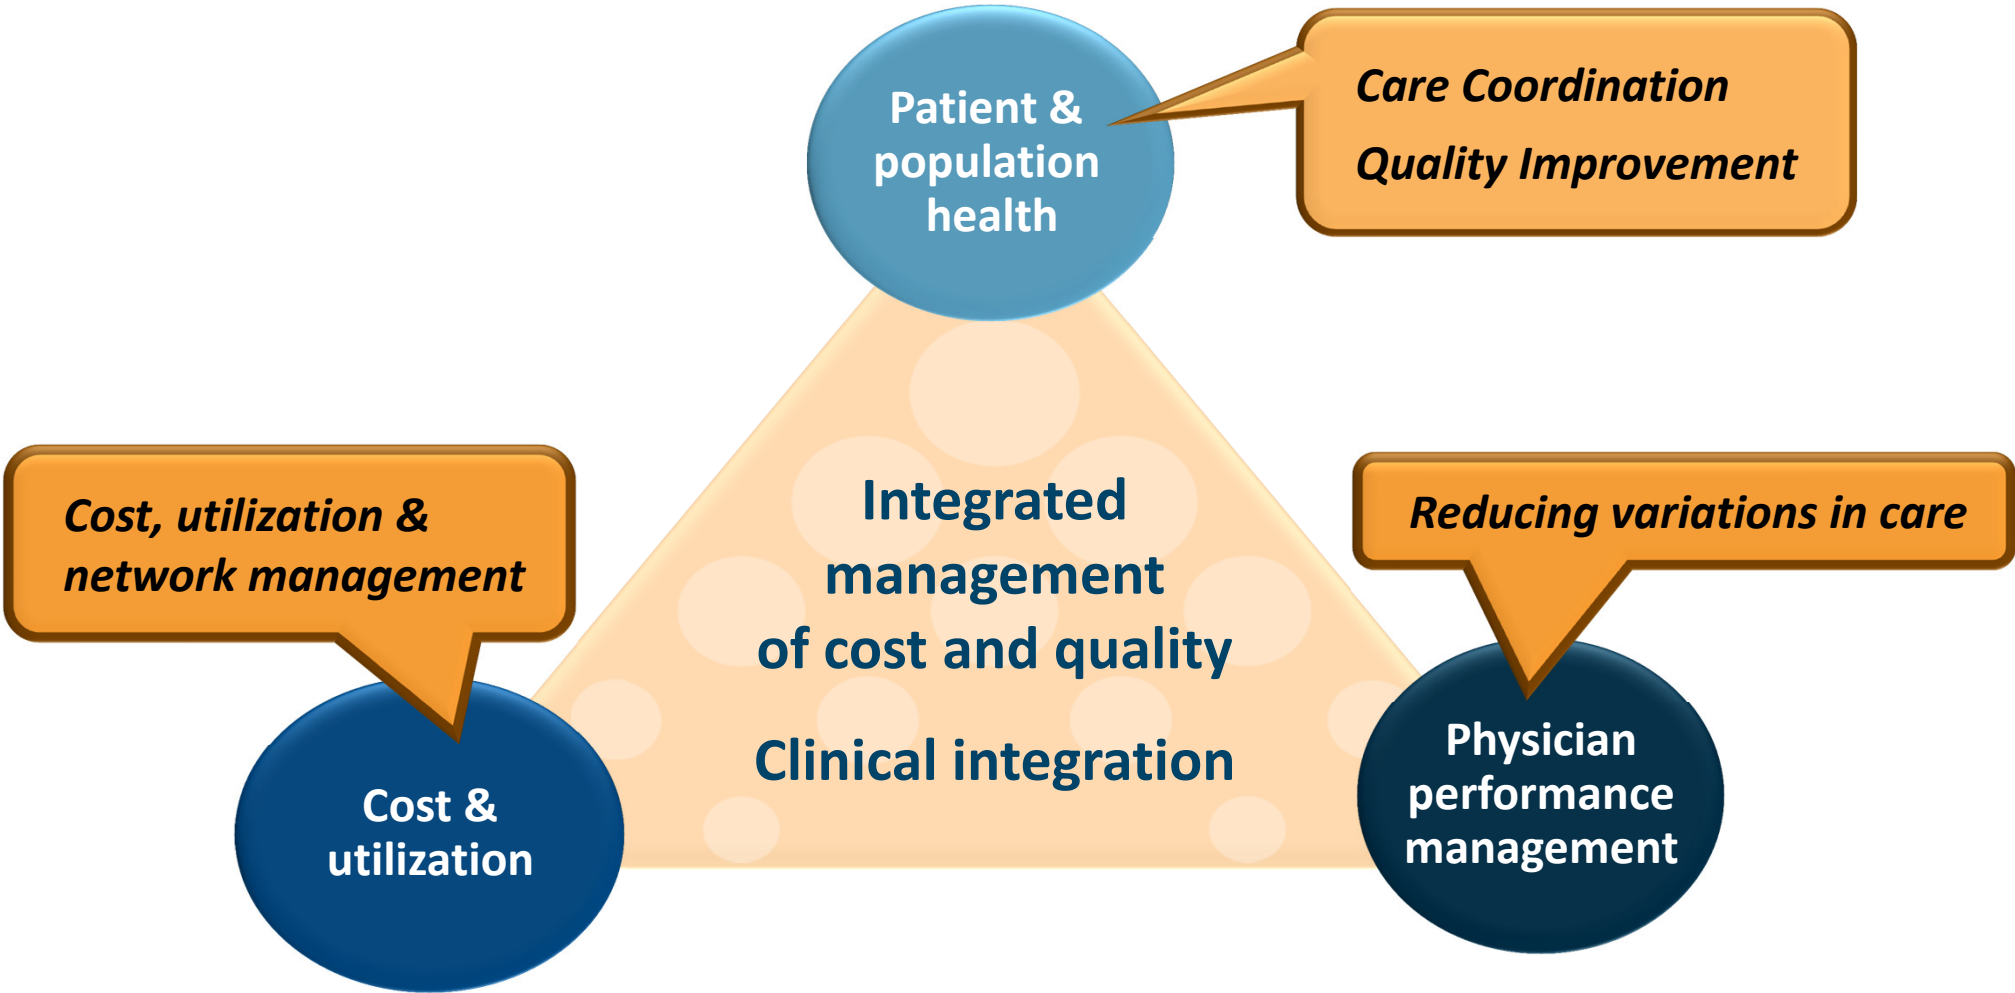 Patient &
population
health
Care Coordination
Quality Improvement
Cost, utilization &
network management
Integrated
management
of cost and quality
Clinical integration
Reducing variations in care
Cost &
utilization
Physician
performance
management